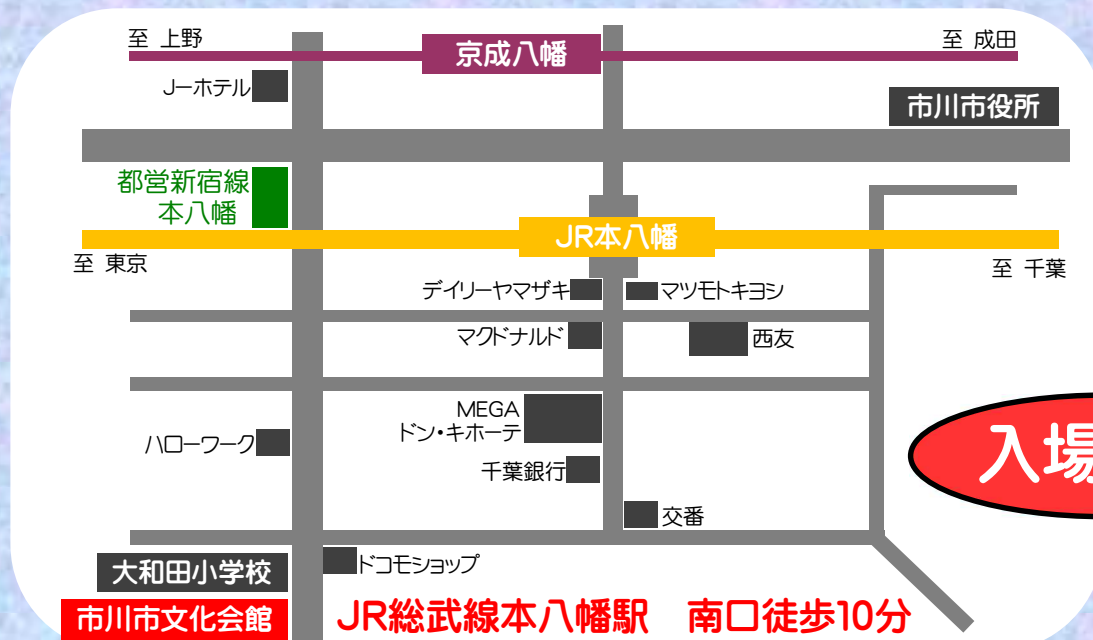 至 上野
京成八幡
至 成田
J-ホテル
市川市役所
都営新宿線
本八幡
JR本八幡
至 東京
至 千葉
デイリーヤマザキ
マツモトキヨシ
マクドナルド
西友
MEGA
ドン・キホーテ
ハローワーク
入場
千葉銀行
交番
ドコモショップ
大和田小学校
市川市文化会館
JR総武線本八幡駅　南口徒歩10分